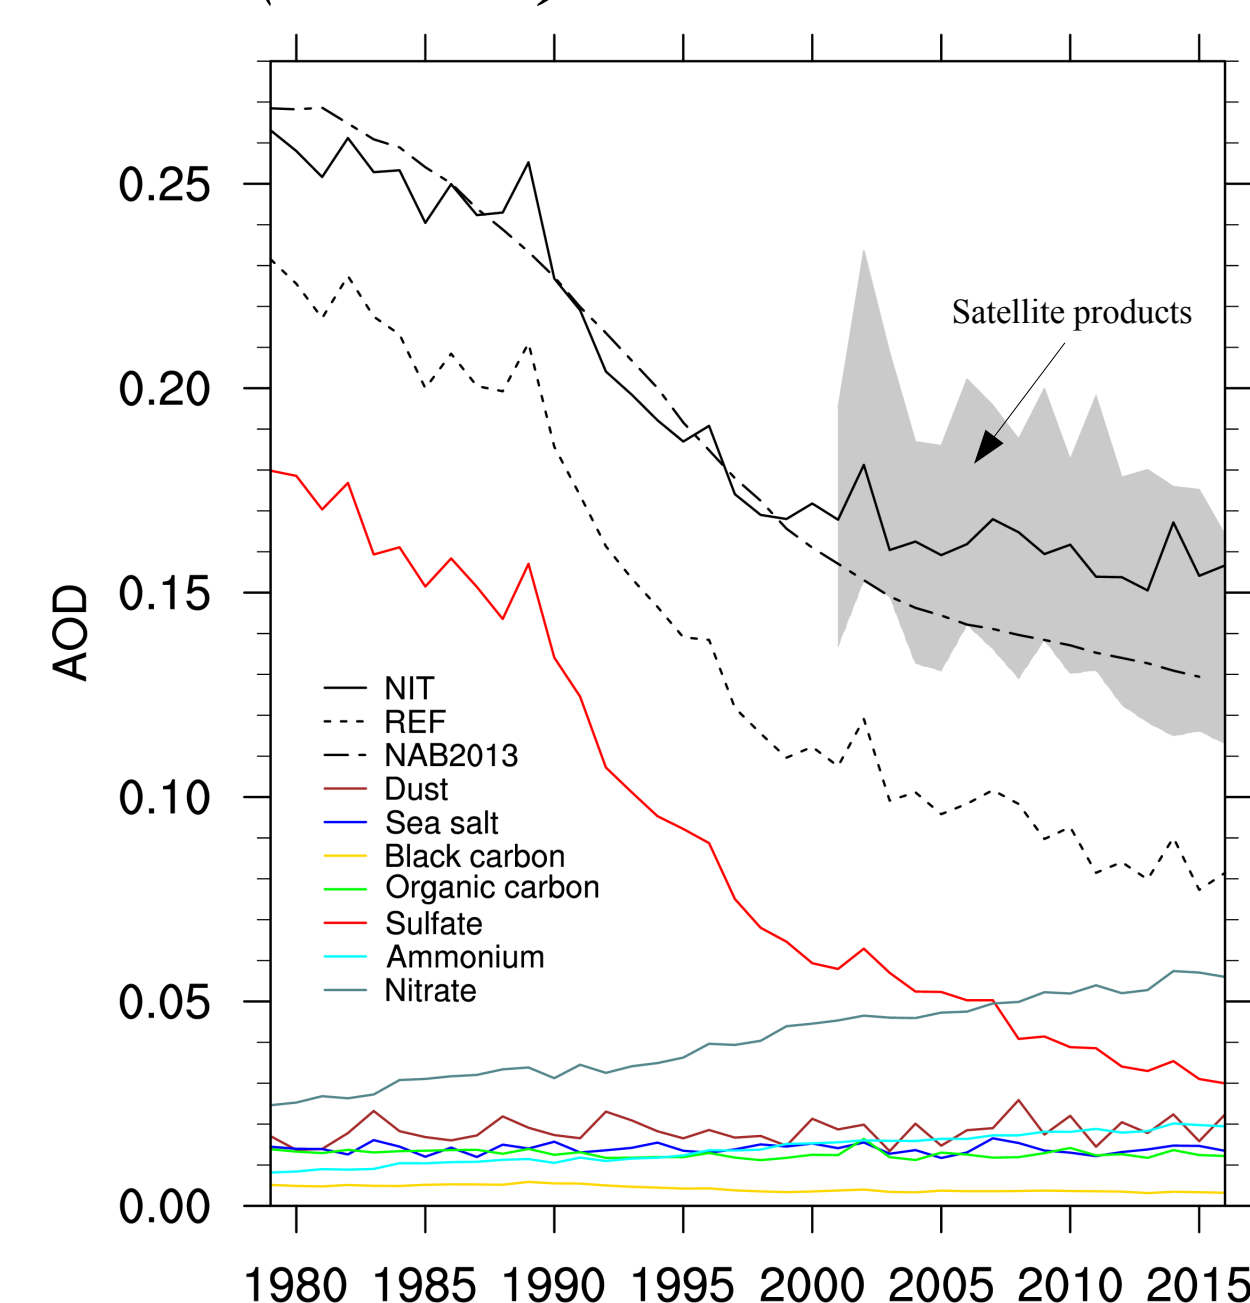 0.25
0.20
0.15
0.10
0.05
0.00
AOD
Satellite products
NIT
REF
NAB2013
Dust
Sea salt
Black carbon
Organic carbon
Sulfate
Ammonium
Nitrate
1980 1985 1990 1995 2000 2005 2010 2015